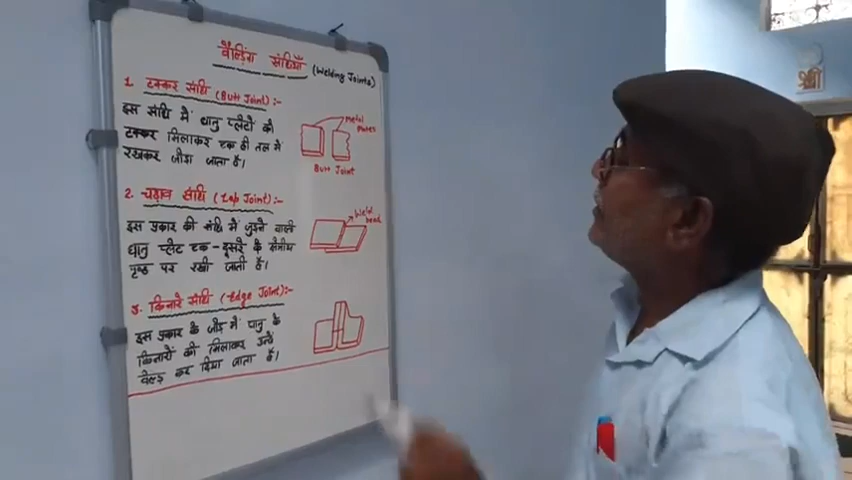 वैल्डिंग संधियाँ (Welding Joints)
1. टक्कर संधि (Butt Joint):-
इस संधि में धातु प्लेटों को
टक्कर मिलाकर एक ही तल में
रखकर जोड़ा जाता है।
metal
Plates
Butt Joint
2. चढ़ाव संधि (Lap Joint):-
इस प्रकार की संधि में जुड़ने वाली
धातु प्लेट एक-दूसरे के क्षैतिज
पृष्ठ पर रखी जाती है।
Weld
bead
3. किनारे संधि (Edge Joint):-
इस प्रकार के जोड़ में धातु के
किनारों को मिलाकर उन्हें
वेल्ड कर दिया जाता है।
श्री